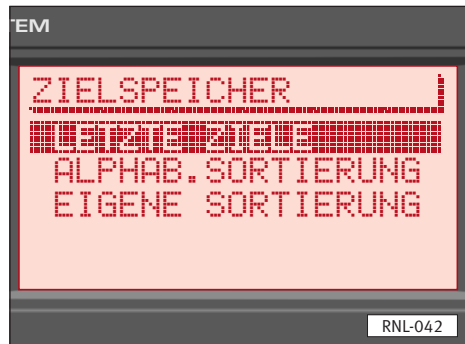 TEM
ZIELSPEICHER
LETZTE ZIELE
ALPHAB.SORTIERUNG
EIGENE SORTIERUNG
RNL-042